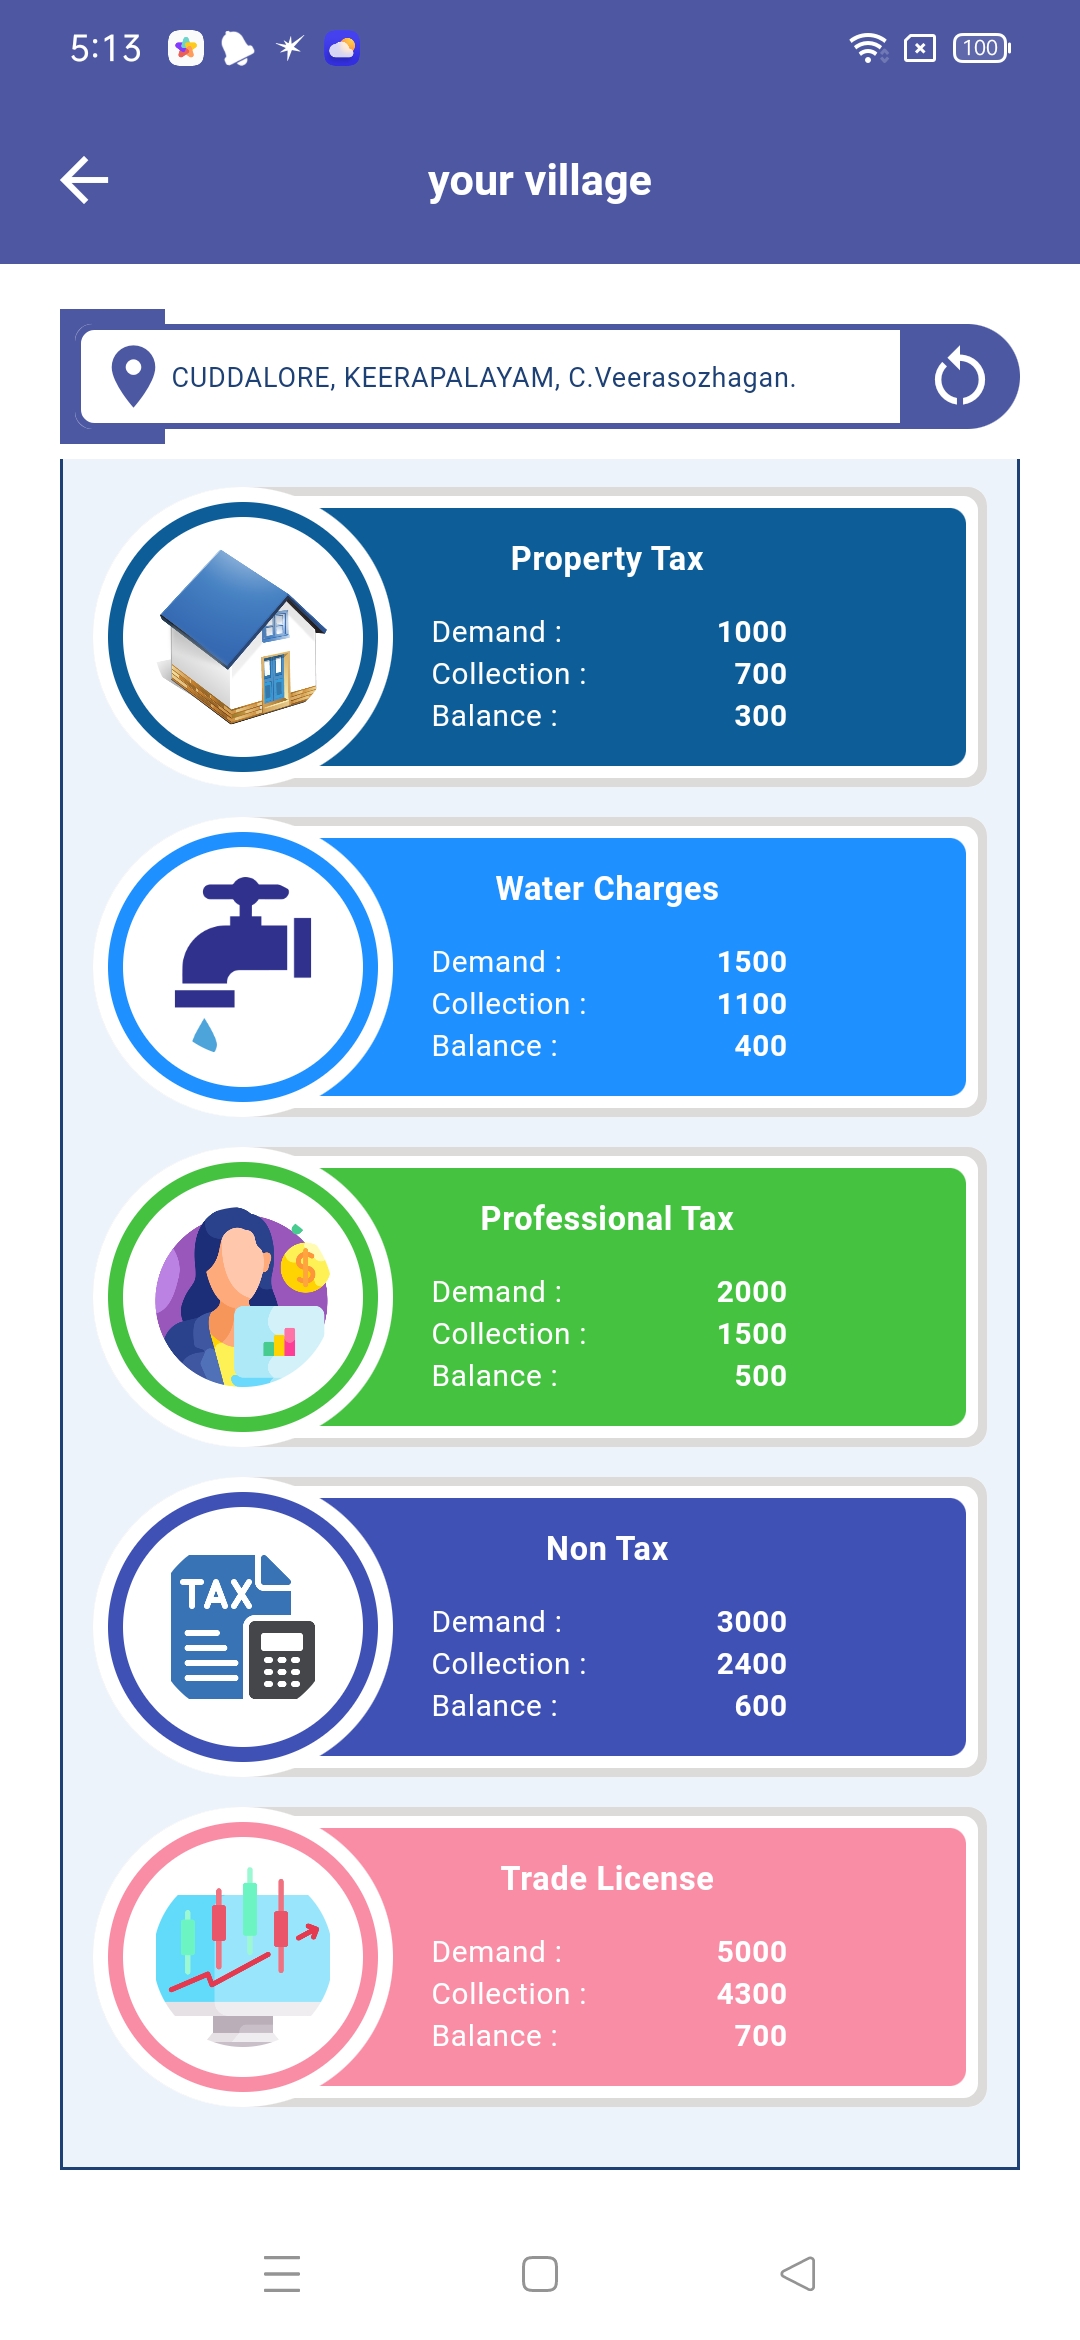 5:13
100
your village
CUDDALORE, KEERAPALAYAM, C.Veerasozhagan.
Property Tax
Demand : 1000
Collection : 700
Balance : 300
Water Charges
Demand : 1500
Collection : 1100
Balance : 400
Professional Tax
Demand : 2000
Collection : 1500
Balance : 500
TAX
Non Tax
Demand : 3000
Collection : 2400
Balance : 600
Trade License
Demand : 5000
Collection : 4300
Balance : 700